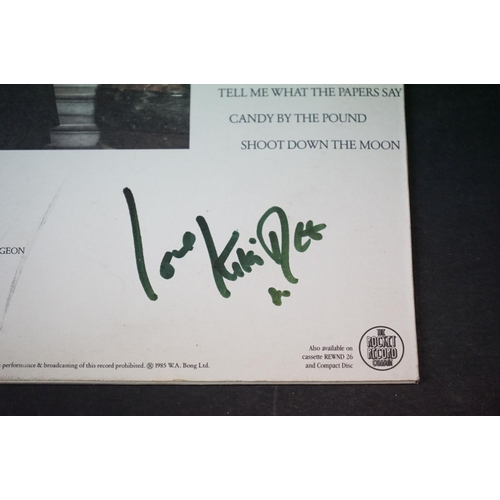 TELL ME WHAT THE PAPERS SAY
CANDY BY THE POUND
SHOOT DOWN THE MOON
GEON
love Kiki Dee
Also available on
cassette REWND 26
and Compact Disc
THE
ROCKET
RECORD
COMPANY
performance & broadcasting of this record prohibited. ℗ 1985 W.A. Bong Ltd.